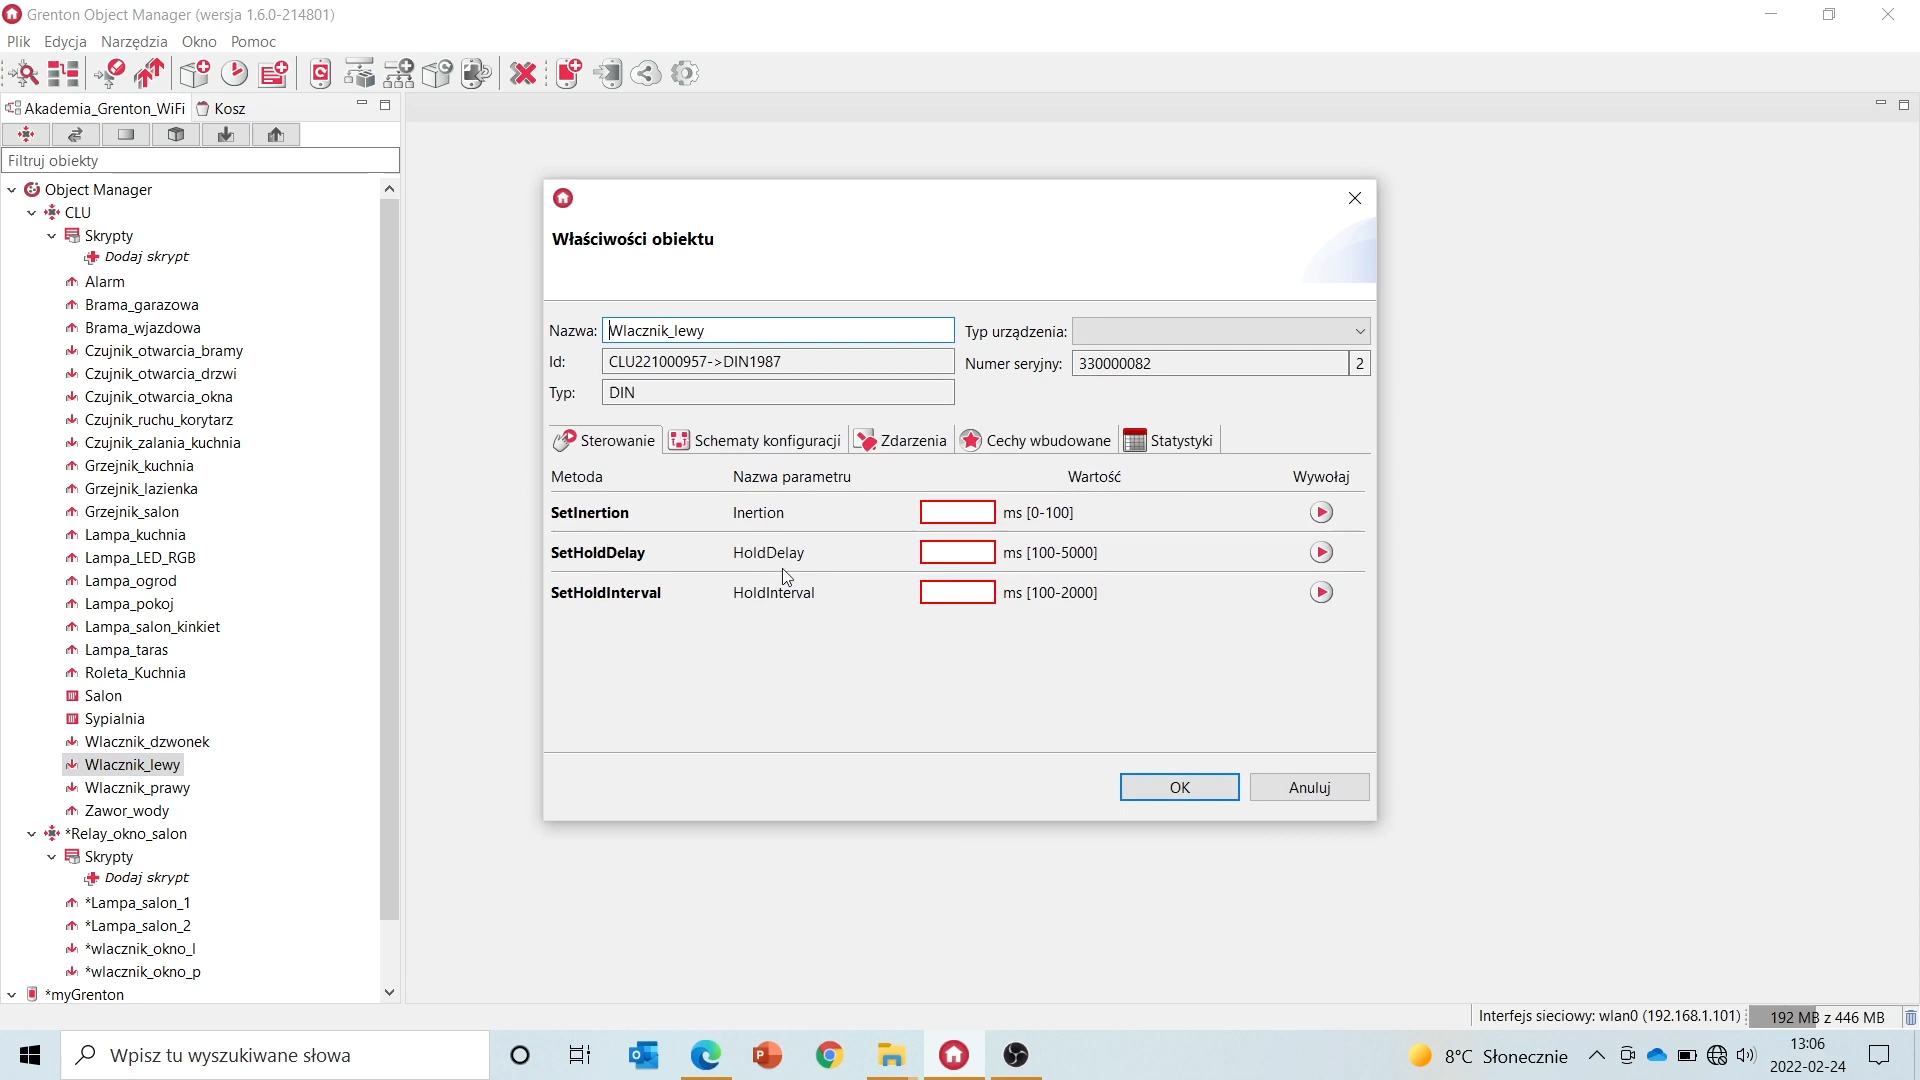 Grenton Object Manager (wersja 1.6.0-214801)
Plik Edycja Narzędzia Okno Pomoc
Akademia_Grenton_WiFi Kosz
Filtruj obiekty
Object Manager
CLU
Skrypty
Dodaj skrypt
Alarm
Brama_garazowa
Brama_wjazdowa
Czujnik_otwarcia_bramy
Czujnik_otwarcia_drzwi
Czujnik_otwarcia_okna
Czujnik_ruchu_korytarz
Czujnik_zalania_kuchnia
Grzejnik_kuchnia
Grzejnik_lazienka
Grzejnik_salon
Lampa_kuchnia
Lampa_LED_RGB
Lampa_ogrod
Lampa_pokoj
Lampa_salon_kinkiet
Lampa_taras
Roleta_Kuchnia
Salon
Sypialnia
Wlacznik_dzwonek
Wlacznik_lewy
Wlacznik_prawy
Zawor_wody
*Relay_okno_salon
Skrypty
Dodaj skrypt
*Lampa_salon_1
*Lampa_salon_2
*wlacznik_okno_l
*wlacznik_okno_p
*myGrenton
Właściwości obiektu
Nazwa: Wlacznik_lewy Typ urządzenia:
Id: CLU221000957->DIN1987 Numer seryjny: 330000082 2
Typ: DIN
Sterowanie Schematy konfiguracji Zdarzenia Cechy wbudowane Statystyki
Metoda Nazwa parametru Wartość Wywołaj
SetInertion Inertion ms [0-100]
SetHoldDelay HoldDelay ms [100-5000]
SetHoldInterval HoldInterval ms [100-2000]
OK Anuluj
Interfejs sieciowy: wlan0 (192.168.1.101) 192 MB z 446 MB
Wpisz tu wyszukiwane słowa
8°C Słonecznie
13:06
2022-02-24